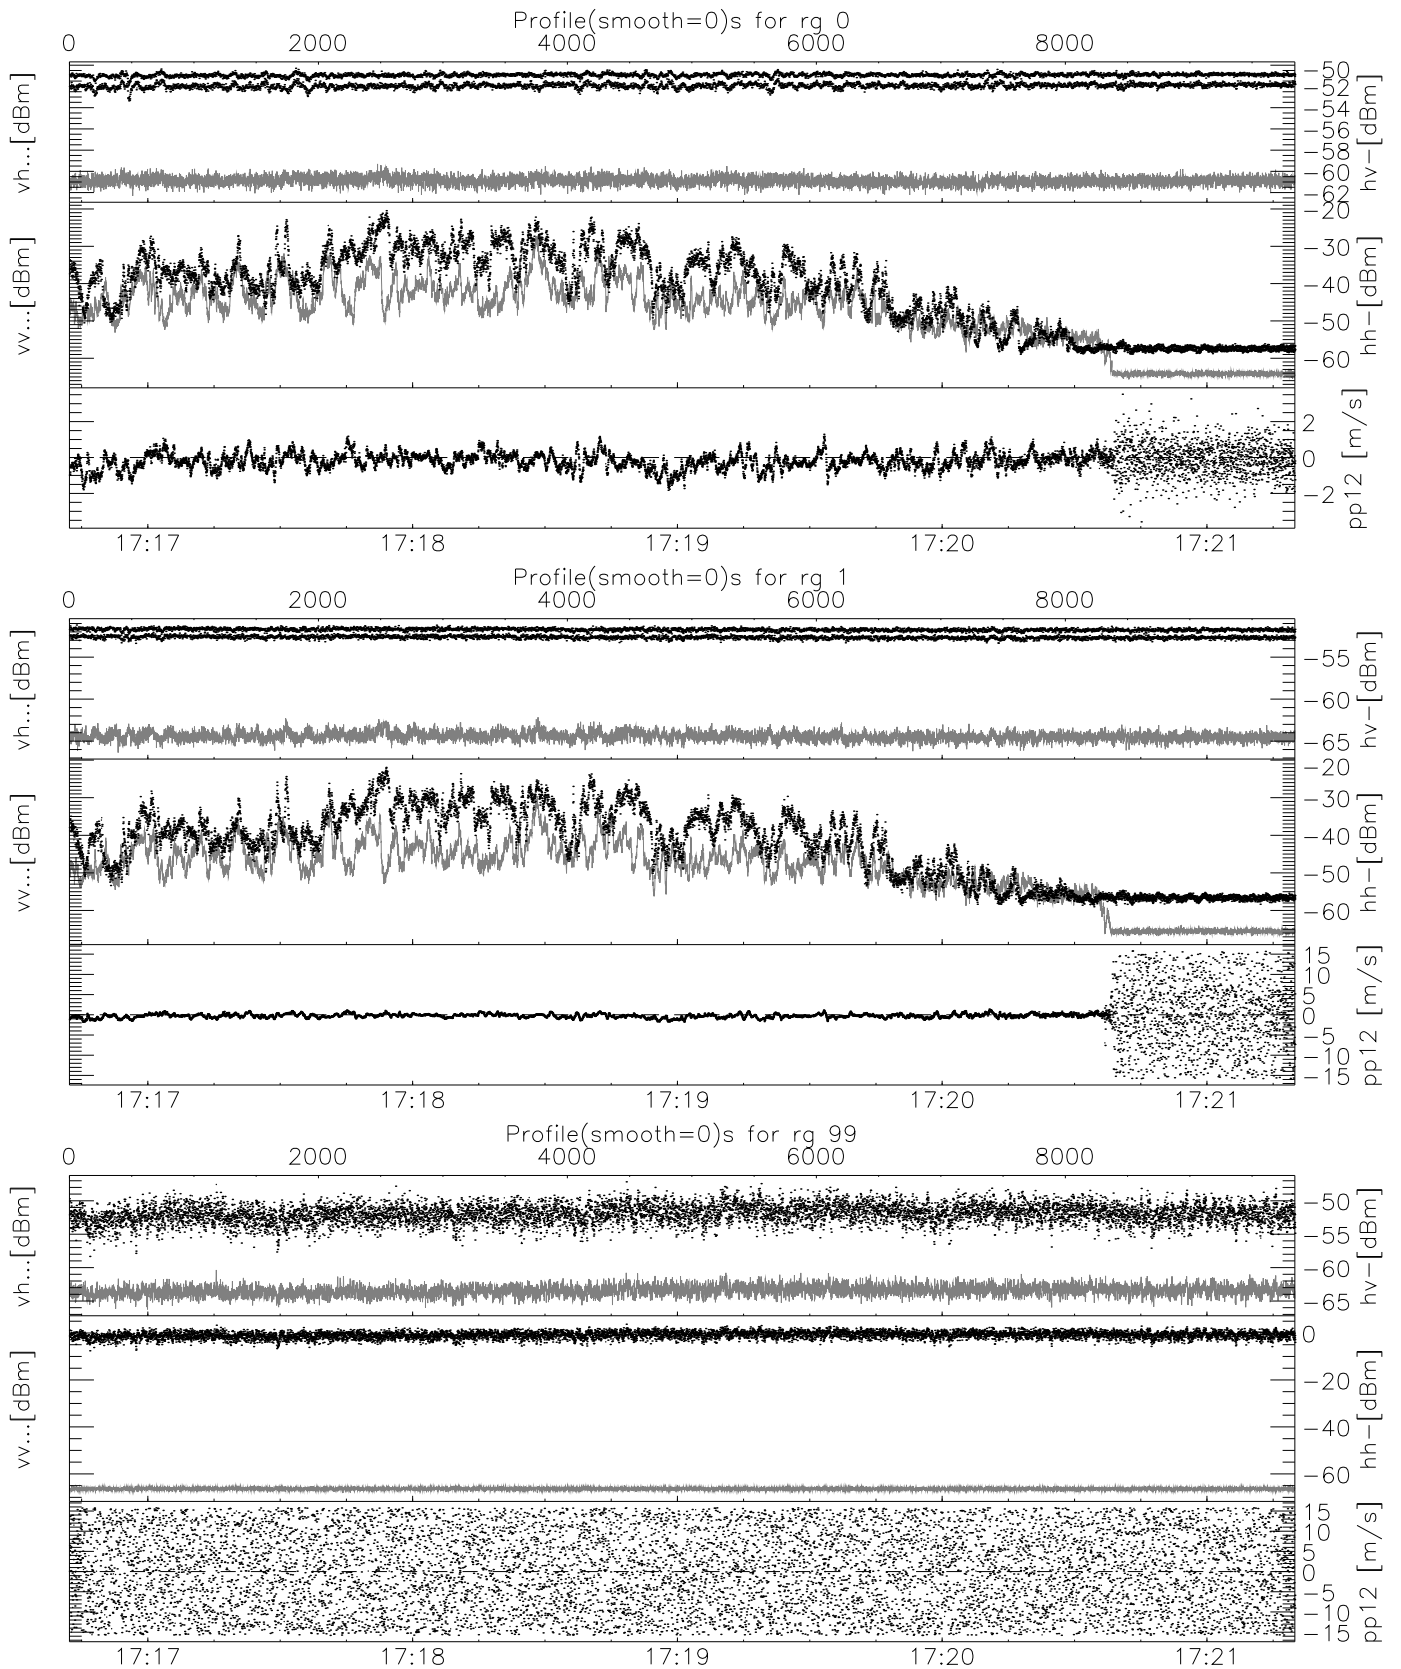 Profile(smooth=0)s for rg 0
0 2000 4000 6000 8000
vh...[dBm]
−50
−52
−54
−56
−58
−60
−62
hv−[dBm]
vv...[dBm]
−20
−30
−40
−50
−60
hh−[dBm]
2
0
−2
pp12 [m/s]
17:17 17:18 17:19 17:20 17:21
Profile(smooth=0)s for rg 1
0 2000 4000 6000 8000
vh...[dBm]
−55
−60
−65
hv−[dBm]
vv...[dBm]
−20
−30
−40
−50
−60
hh−[dBm]
15
10
5
0
−5
−10
−15
pp12 [m/s]
17:17 17:18 17:19 17:20 17:21
Profile(smooth=0)s for rg 99
0 2000 4000 6000 8000
vh...[dBm]
−50
−55
−60
−65
hv−[dBm]
vv...[dBm]
0
−20
−40
−60
hh−[dBm]
15
10
5
0
−5
−10
−15
pp12 [m/s]
17:17 17:18 17:19 17:20 17:21